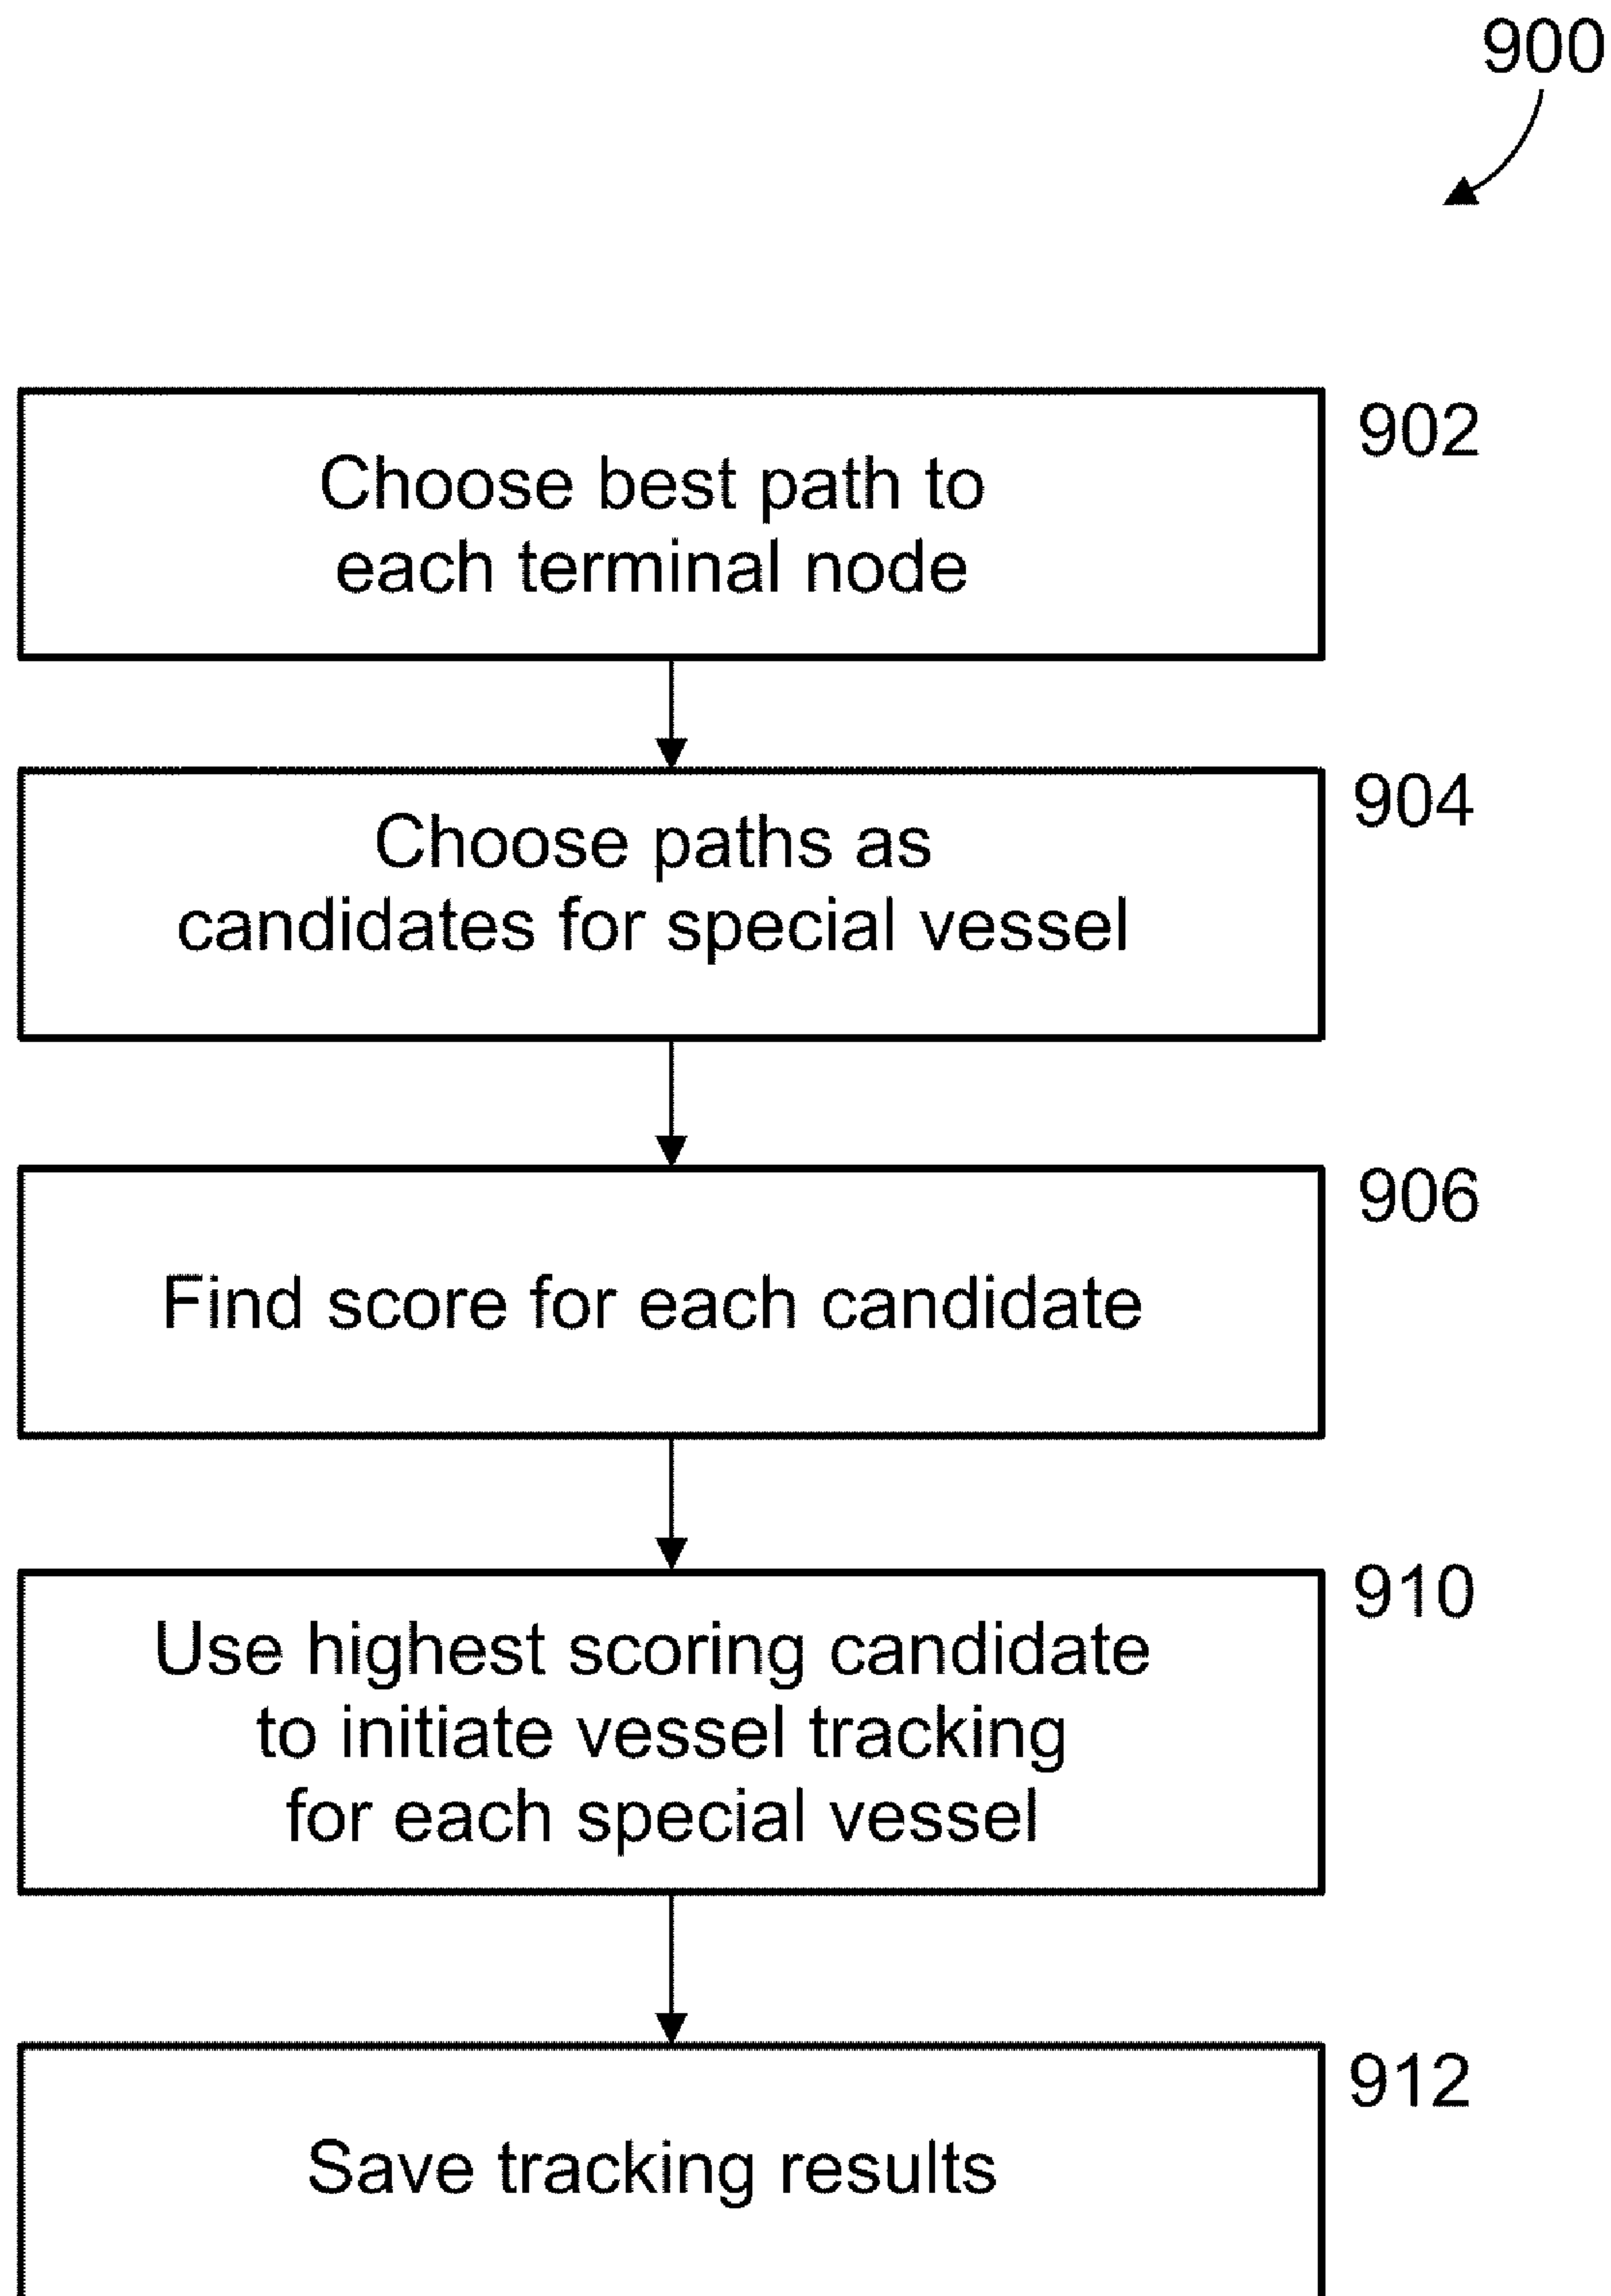 900
902
Choose best path to
each terminal node
904
Choose paths as
candidates for special vessel
906
Find score for each candidate
910
Use highest scoring candidate
to initiate vessel tracking
for each special vessel
912
Save tracking results